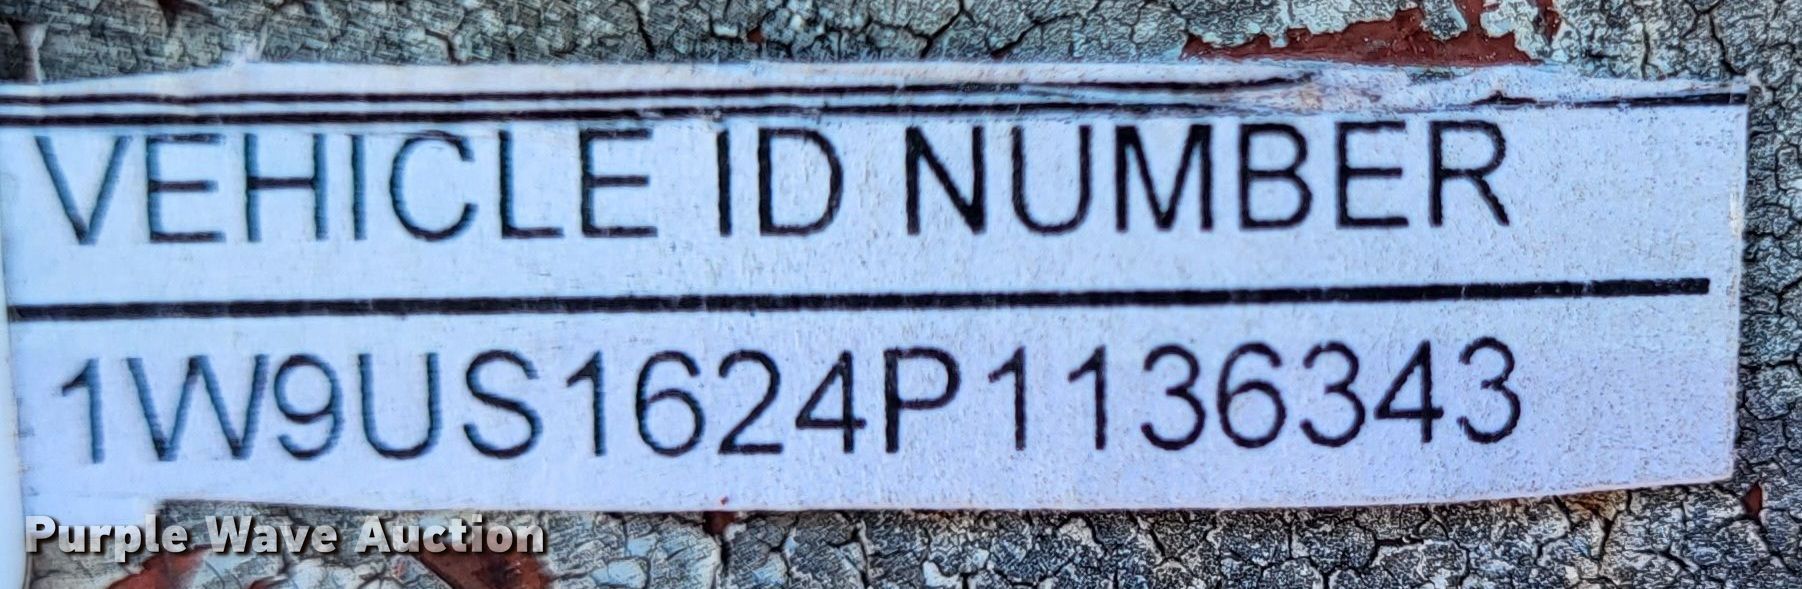 VEHICLE ID NUMBER
1W9US1624P1136343
Purple Wave Auction